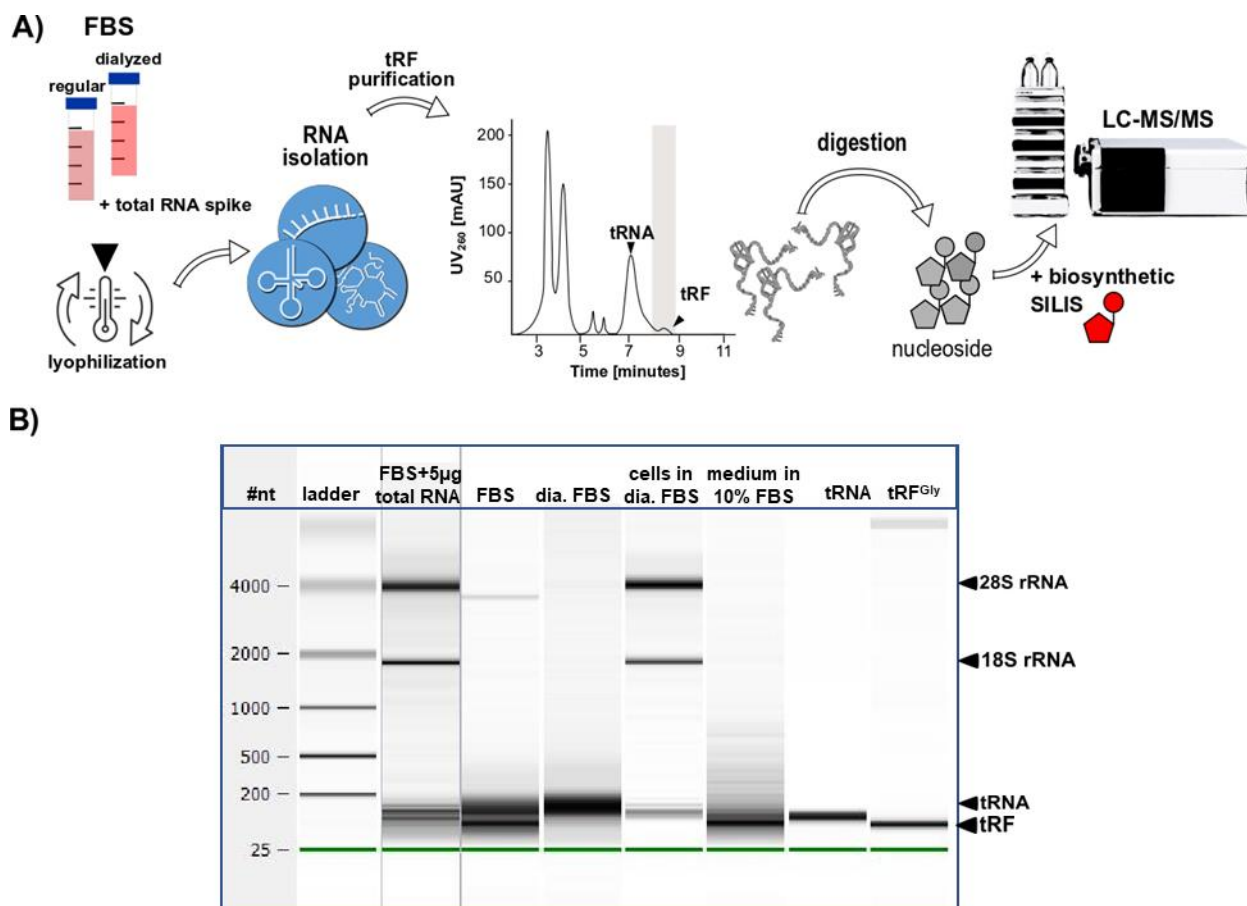 A)
FBS
dialyzed
regular
+ total RNA spike
lyophilization
RNA
isolation
tRF
purification
UV260 [mAU]
200
150
100
50
tRNA
tRF
3 5 7 9 11
Time [minutes]
digestion
nucleoside
LC-MS/MS
+ biosynthetic
SILIS
B)
#nt
ladder
FBS+5µg
total RNA
FBS
dia. FBS
cells in
dia. FBS
medium in
10% FBS
tRNA
tRFGly
4000
2000
1000
500
200
25
28S rRNA
18S rRNA
tRNA
tRF